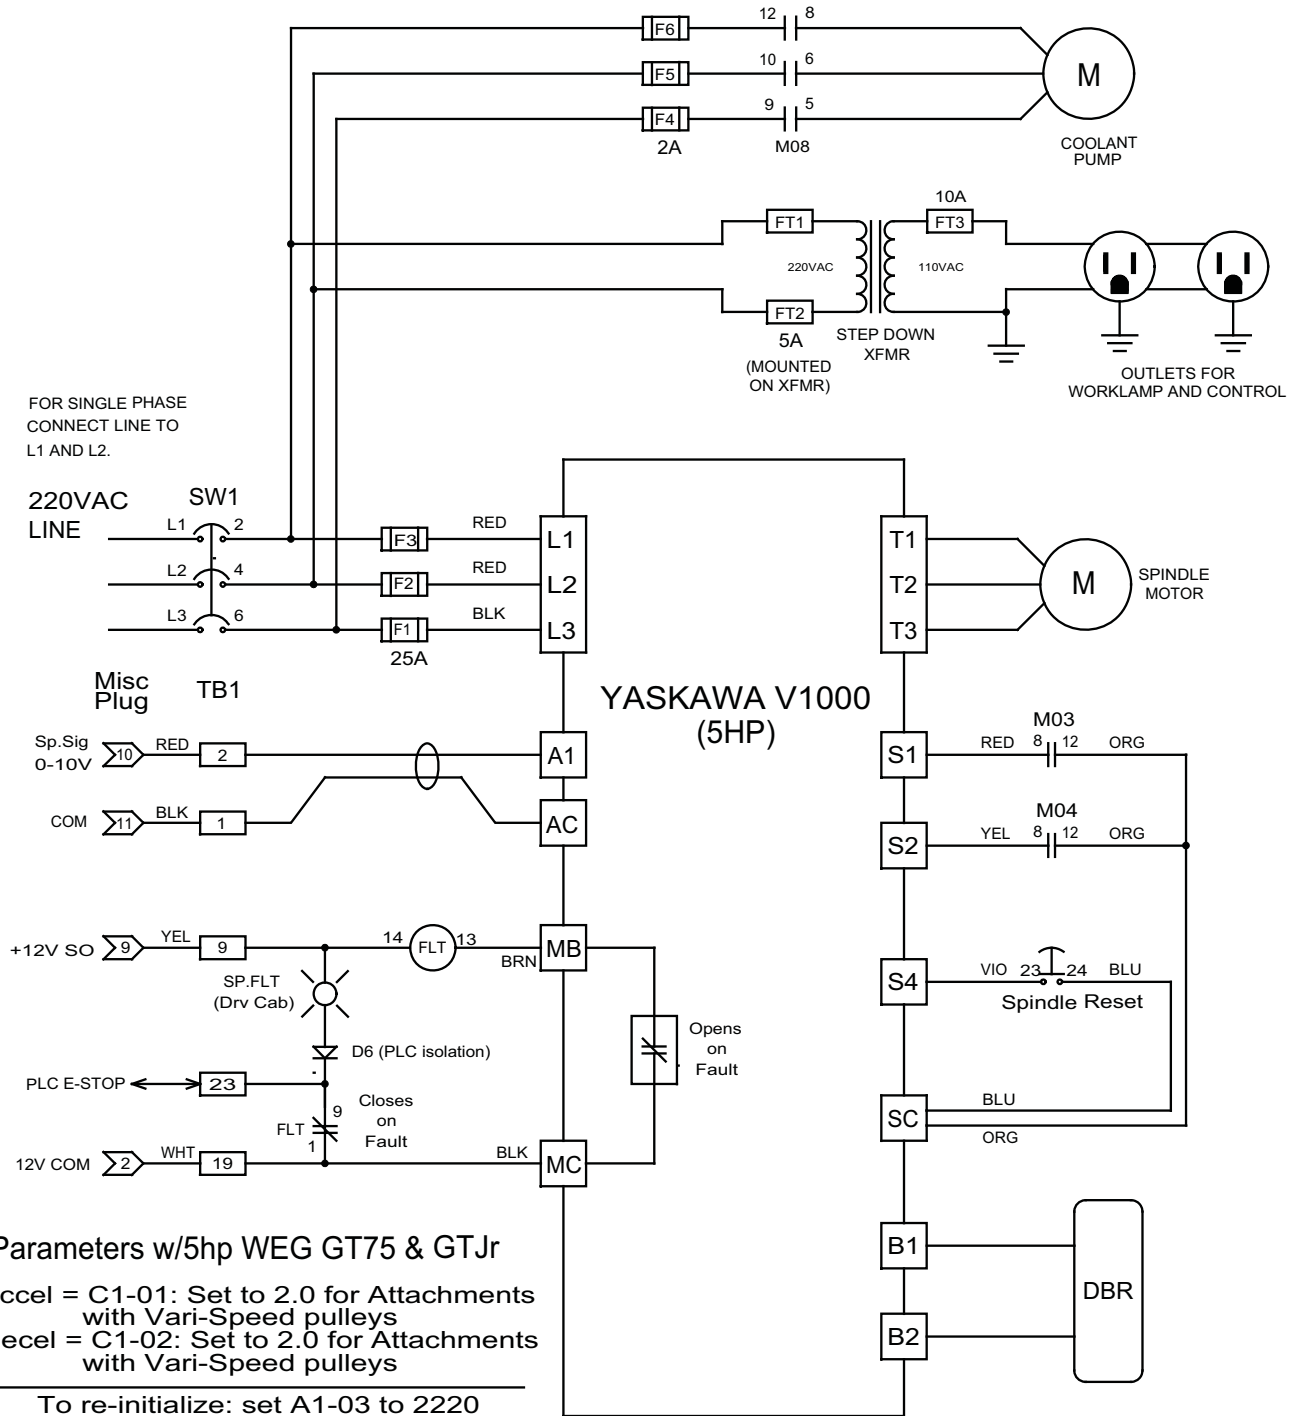 12 8
F6
10 6
F5
M
9 5
F4
2A
M08
COOLANT
PUMP
10A
FT1
FT3
220VAC
110VAC
FT2
5A
STEP DOWN
XFMR
(MOUNTED
ON XFMR)
OUTLETS FOR
WORKLAMP AND CONTROL
FOR SINGLE PHASE
CONNECT LINE TO
L1 AND L2.
220VAC
LINE
SW1
L1 2
F3
RED
L1
T1
L2 4
F2
RED
L2
T2
M
SPINDLE
MOTOR
L3 6
F1
BLK
L3
T3
25A
Misc
Plug
TB1
YASKAWA V1000
(5HP)
Sp.Sig
0-10V
10
RED
2
A1
S1
RED
M03
8 12
ORG
COM
11
BLK
1
AC
S2
YEL
M04
8 12
ORG
+12V SO
9
YEL
9
14
FLT
13
BRN
MB
SP.FLT
(Drv Cab)
D6 (PLC isolation)
Opens
on
Fault
S4
VIO
23 24
BLU
Spindle Reset
PLC E-STOP
23
9
FLT
1
Closes
on
Fault
SC
BLU
ORG
12V COM
2
WHT
19
BLK
MC
B1
B2
DBR
Parameters w/5hp WEG GT75 & GTJr
ccel = C1-01: Set to 2.0 for Attachments
with Vari-Speed pulleys
ecel = C1-02: Set to 2.0 for Attachments
with Vari-Speed pulleys
To re-initialize: set A1-03 to 2220